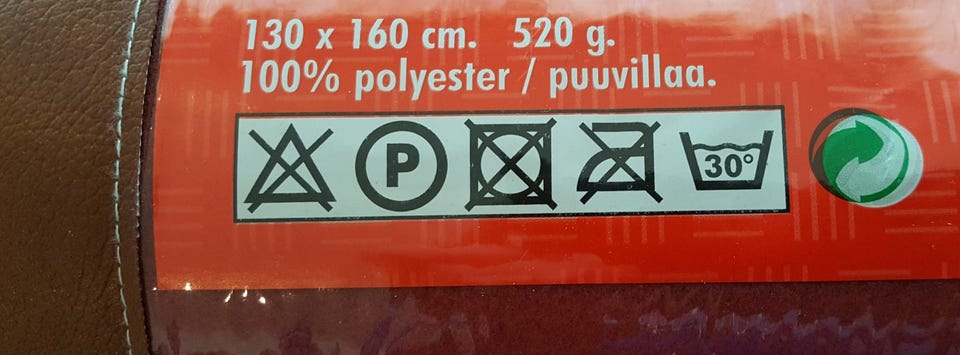 130 x 160 cm. 520 g.
100% polyester / puuvillaa.
P 30°